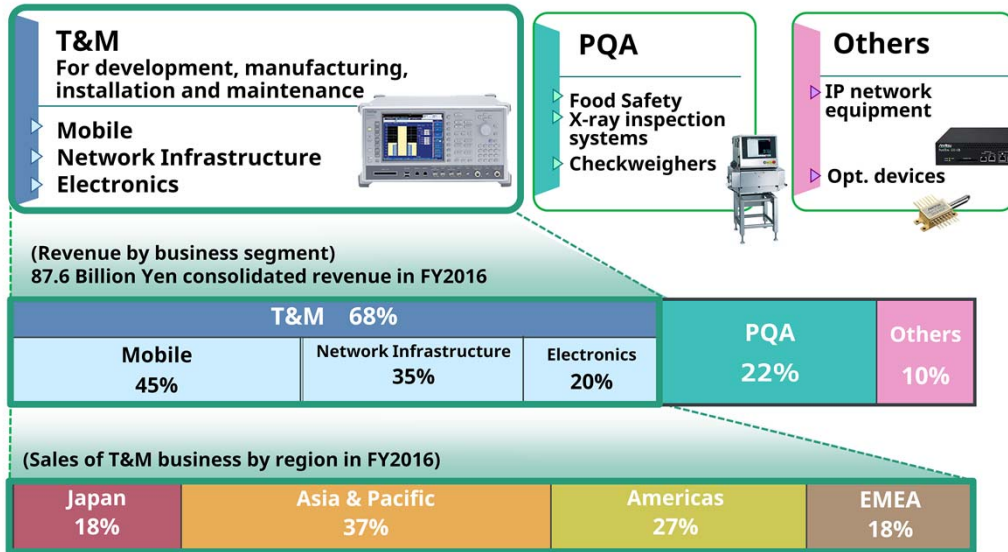 T&M
For development, manufacturing,
installation and maintenance
Mobile
Network Infrastructure
Electronics
PQA
Food Safety
X-ray inspection
systems
Checkweighers
Others
IP network
equipment
Opt. devices
(Revenue by business segment)
87.6 Billion Yen consolidated revenue in FY2016
T&M 68%
Mobile
45%
Network Infrastructure
35%
Electronics
20%
PQA
22%
Others
10%
(Sales of T&M business by region in FY2016)
Japan
18%
Asia & Pacific
37%
Americas
27%
EMEA
18%